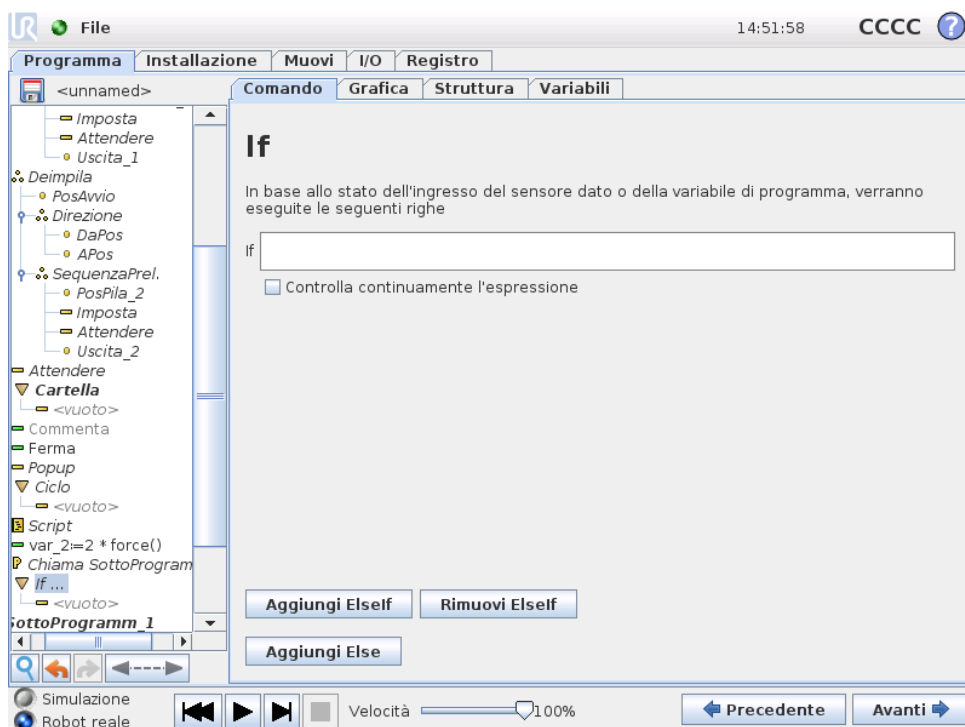 UR File 14:51:58 CCCC ?
Programma Installazione Muovi I/O Registro
<unnamed> Comando Grafica Struttura Variabili
Imposta
Attendere
Uscita_1
Deimpila
PosAvvio
Direzione
DaPos
APos
SequenzaPrel.
PosPila_2
Imposta
Attendere
Uscita_2
Attendere
Cartella
<vuoto>
Commenta
Ferma
Popup
Ciclo
<vuoto>
Script
var_2:=2 * force()
Chiama SottoProgram
If ...
<vuoto>
SottoProgramm_1
If
In base allo stato dell'ingresso del sensore dato o della variabile di programma, verranno
eseguite le seguenti righe
If
Controlla continuamente l'espressione
Aggiungi ElseIf Rimuovi ElseIf
Aggiungi Else
Simulazione
Robot reale
Velocità 100%
Precedente Avanti